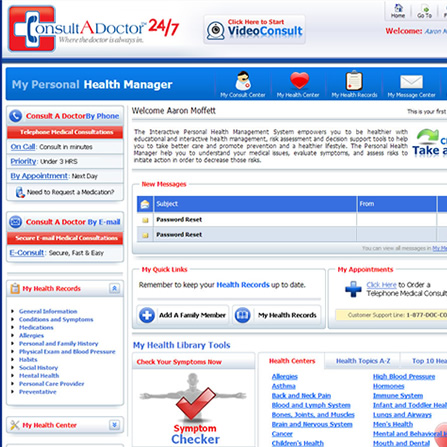 ConsultADoctor 24/7
Where the doctor is always in.
Click Here to Start
VideoConsult
Home
Go To
Welcome: Aaron M
My Personal Health Manager
My Consult Center
My Health Center
My Health Records
My Message Center
Consult A DoctorBy Phone
Telephone Medical Consultations
On Call: Consult in minutes
Priority: Under 3 HRS
By Appointment: Next Day
Need to Request a Medication?
Consult A Doctor By E-mail
Secure E-mail Medical Consultations
E-Consult: Secure, Fast & Easy
My Health Records
General Information
Conditions and Symptoms
Medications
Allergies
Personal and Family History
Physical Exam and Blood Pressure
Habits
Social History
Mental Health
Personal Care Provider
Preventative
My Health Center
Welcome Aaron Moffett
This is your first
The Interactive Personal Health Management System empowers you to be healthier with
educational and interactive health management, risk assessment and decision support tools to help
you to take better care and promote prevention and a healthier lifestyle. The Personal Health
Manager help you to understand your medical issues, evaluate symptoms, and assess risks to
initiate action in order to decrease those risks.
Take a
New Messages
Subject
From
Password Reset
Password Reset
You can view all messages in My Me
My Quick Links
Remember to keep your Health Records up to date.
Add A Family Member
My Health Records
My Appointments
Click Here to Order a
Telephone Medical Consult
Customer Support Line: 1-877-DOC-CO
My Health Library Tools
Check Your Symptoms Now
Symptom
Checker
Health Centers
Health Topics A-Z
Top 10 Hea
Allergies
Asthma
Back and Neck Pain
Blood and Lymph System
Bones, Joints, and Muscles
Brain and Nervous System
Cancer
Children's Health
High Blood Pressure
Hormones
Immune System
Infant and Toddler Healt
Lungs and Airways
Men's Health
Mental and Behavioral H
Mouth and Dental